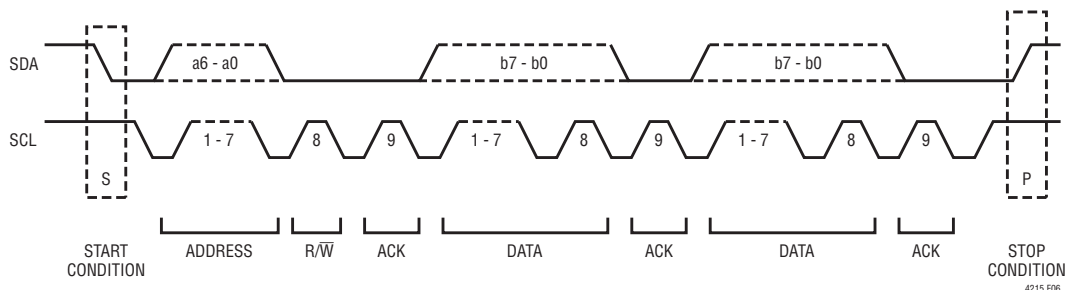 SDA
a6 - a0
b7 - b0
b7 - b0
SCL
1 - 7
8
9
1 - 7
8
9
1 - 7
8
9
S
P
START
CONDITION
ADDRESS
R/W̅
ACK
DATA
ACK
DATA
ACK
STOP
CONDITION
4215 F06